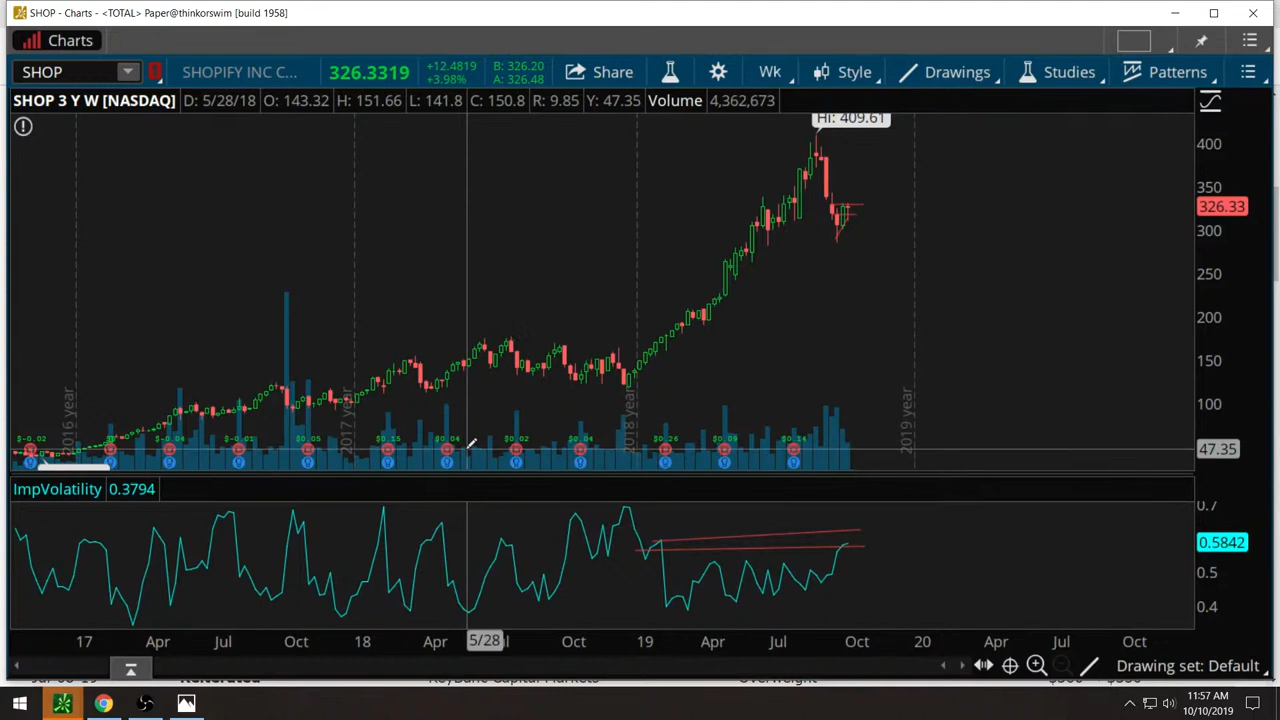 SHOP - Charts - <TOTAL> Paper@thinkorswim [build 1958]
Charts
SHOP
SHOPIFY INC C...
326.3319
+12.4819
+3.98%
B: 326.20
A: 326.48
Share
Wk
Style
Drawings
Studies
Patterns
SHOP 3 Y W [NASDAQ]
D: 5/28/18
O: 143.32
H: 151.66
L: 141.8
C: 150.8
R: 9.85
Y: 47.35
Volume
4,362,673
Hi: 409.61
400
350
326.33
300
250
200
150
100
47.35
2016 year
2017 year
2018 year
2019 year
ImpVolatility
0.3794
0.7
0.5842
0.5
0.4
17
Apr
Jul
Oct
18
Apr
5/28
Oct
19
Apr
Jul
Oct
20
Apr
Jul
Oct
Drawing set: Default
11:57 AM
10/10/2019